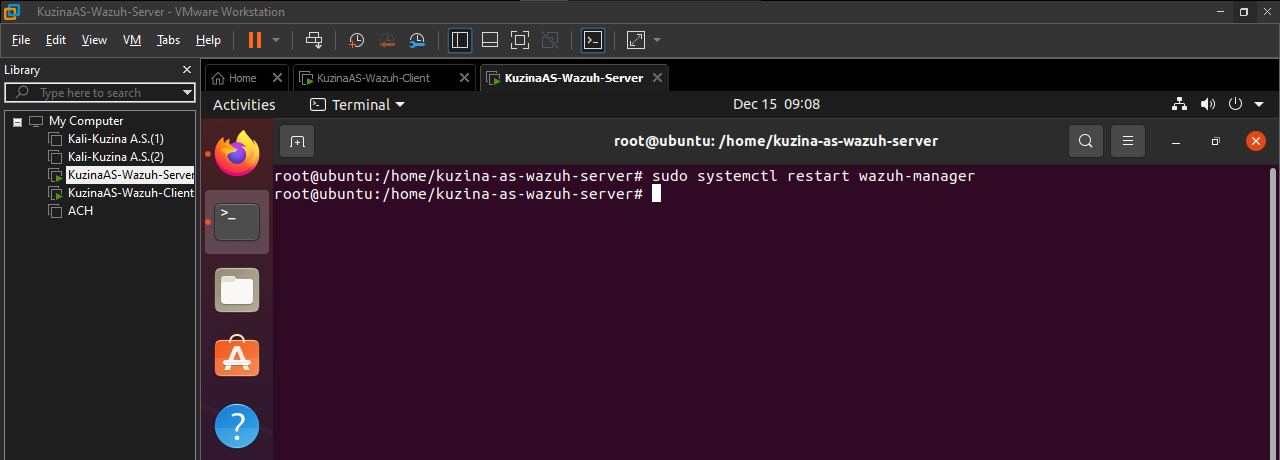 KuzinaAS-Wazuh-Server - VMware Workstation
File Edit View VM Tabs Help
Library
Type here to search
My Computer
Kali-Kuzina A.S.(1)
Kali-Kuzina A.S.(2)
KuzinaAS-Wazuh-Server
KuzinaAS-Wazuh-Client
ACH
Home KuzinaAS-Wazuh-Client KuzinaAS-Wazuh-Server
Activities Terminal Dec 15 09:08
root@ubuntu: /home/kuzina-as-wazuh-server
root@ubuntu:/home/kuzina-as-wazuh-server# sudo systemctl restart wazuh-manager
root@ubuntu:/home/kuzina-as-wazuh-server#